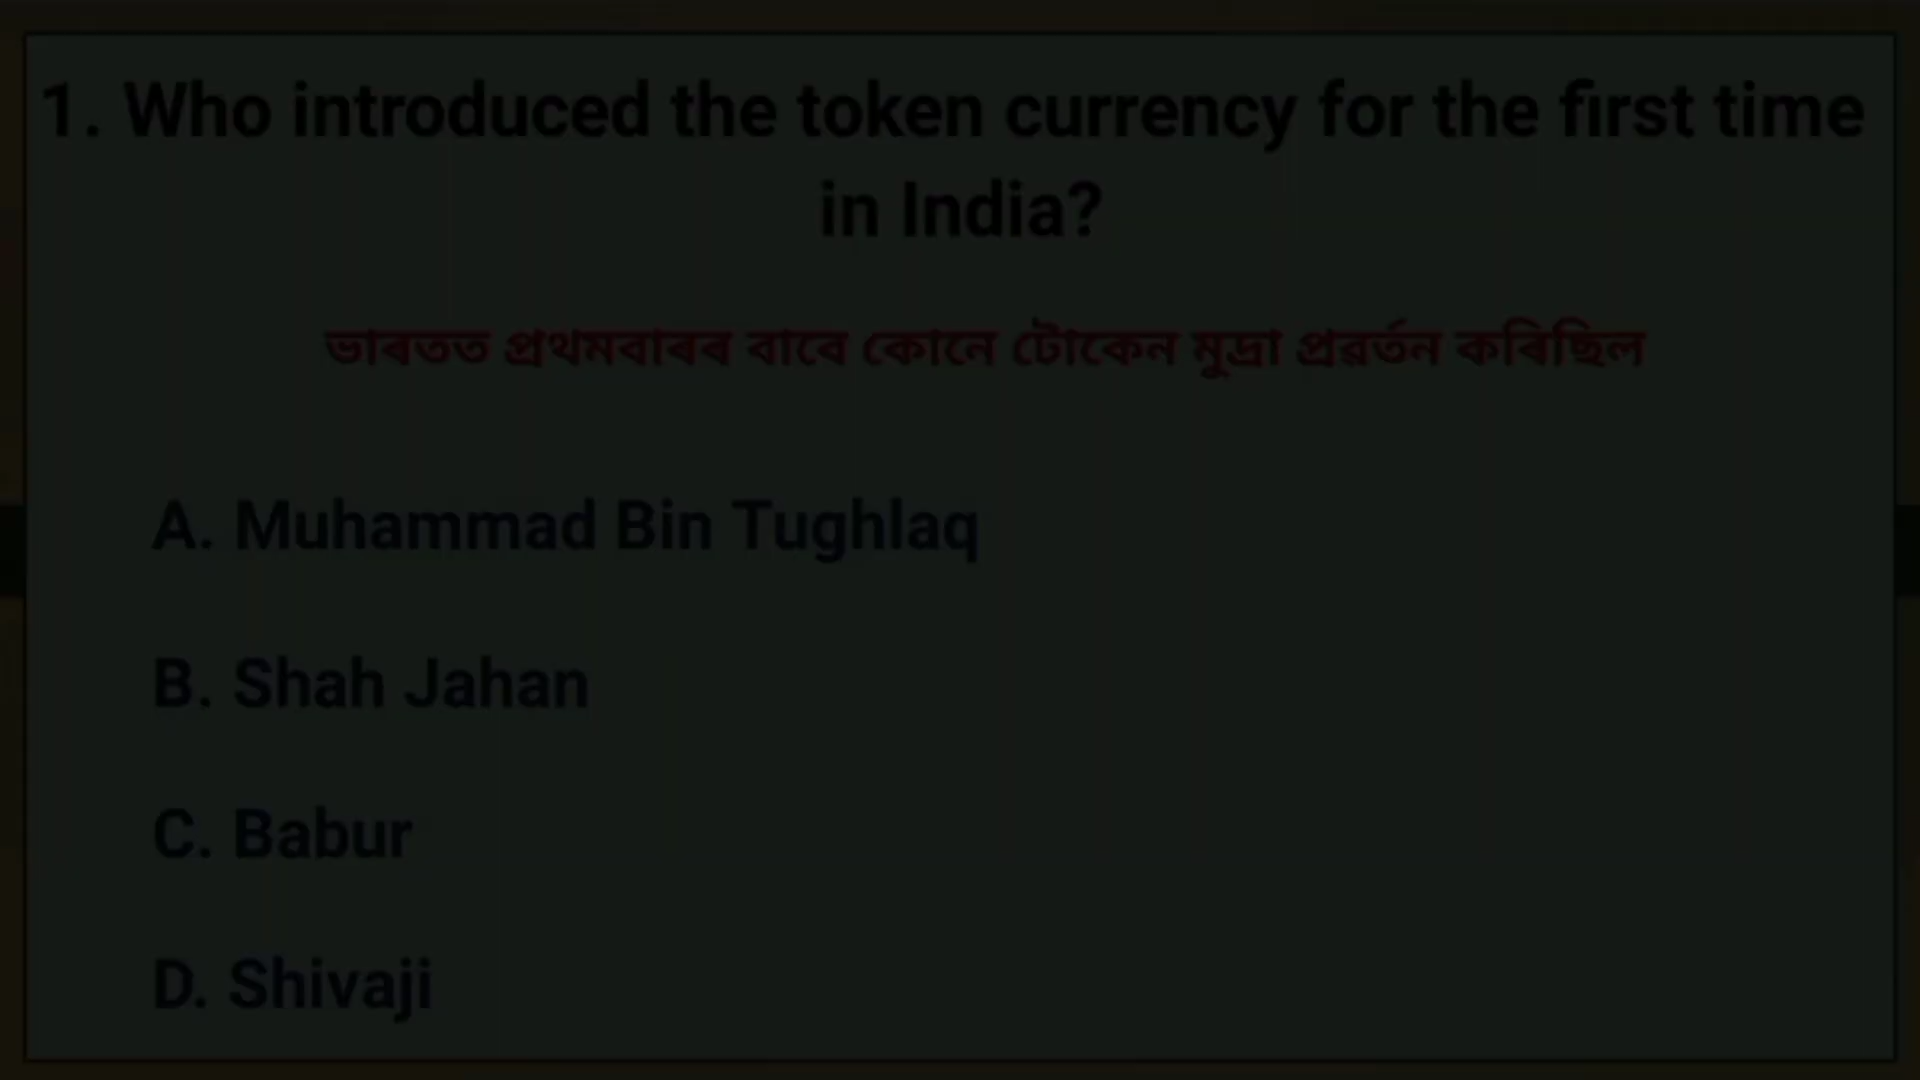 1. Who introduced the token currency for the first time
in India?
ভাৰতত প্ৰথমবাৰৰ বাবে কোনে টোকেন মুদ্ৰা প্ৰৱৰ্তন কৰিছিল
A. Muhammad Bin Tughlaq
B. Shah Jahan
C. Babur
D. Shivaji